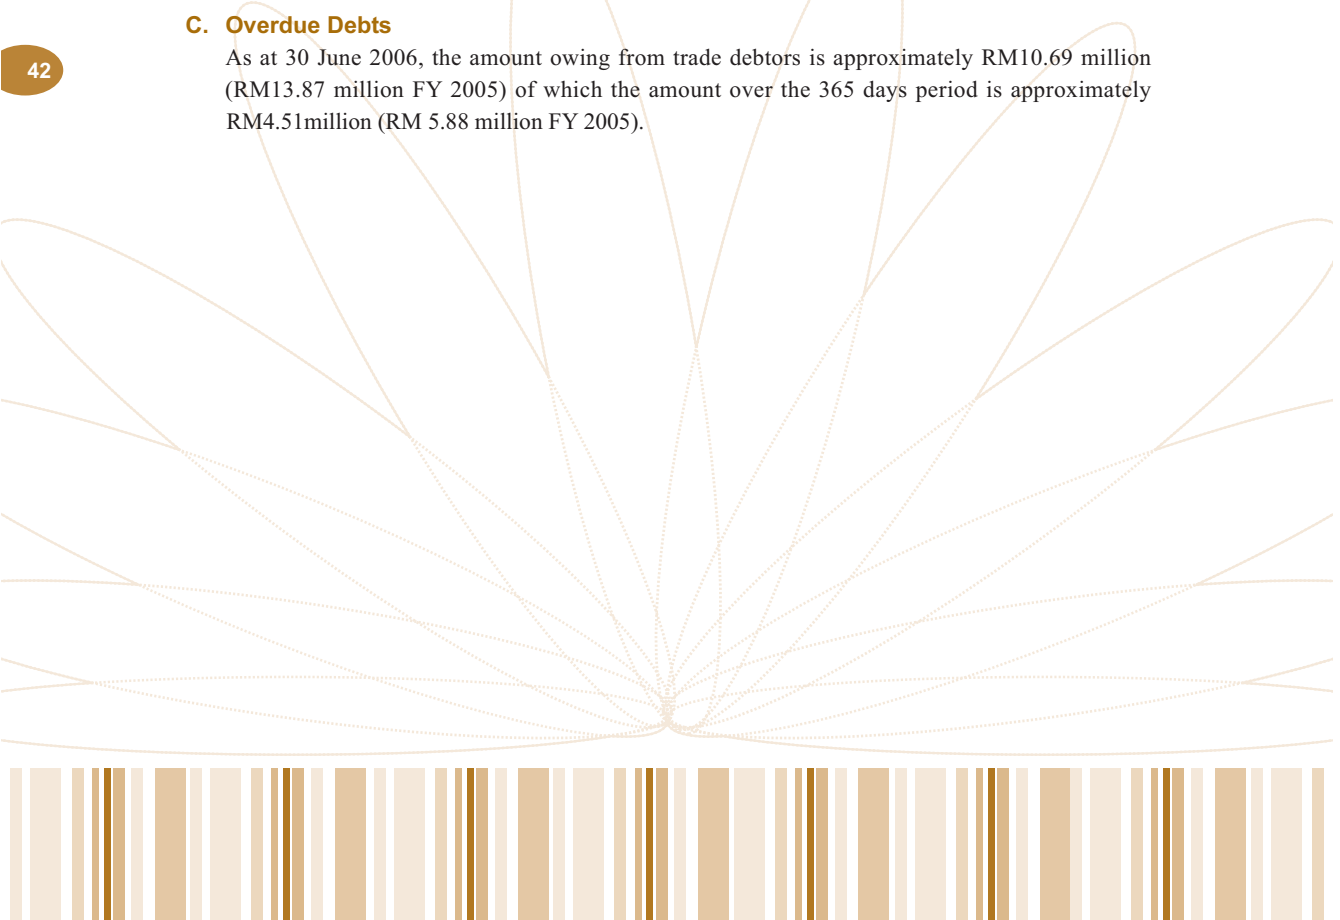 C. Overdue Debts
42
As at 30 June 2006, the amount owing from trade debtors is approximately RM10.69 million
(RM13.87 million FY 2005) of which the amount over the 365 days period is approximately
RM4.51million (RM 5.88 million FY 2005).